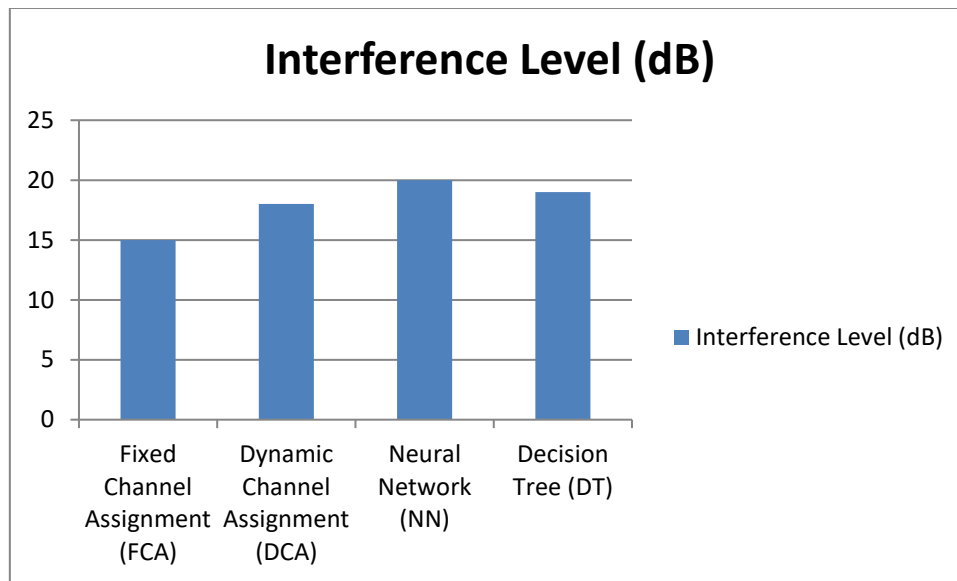 Interference Level (dB)
25
20
15
10
5
0
Fixed
Channel
Assignment
(FCA)
Dynamic
Channel
Assignment
(DCA)
Neural
Network
(NN)
Decision
Tree (DT)
Interference Level (dB)